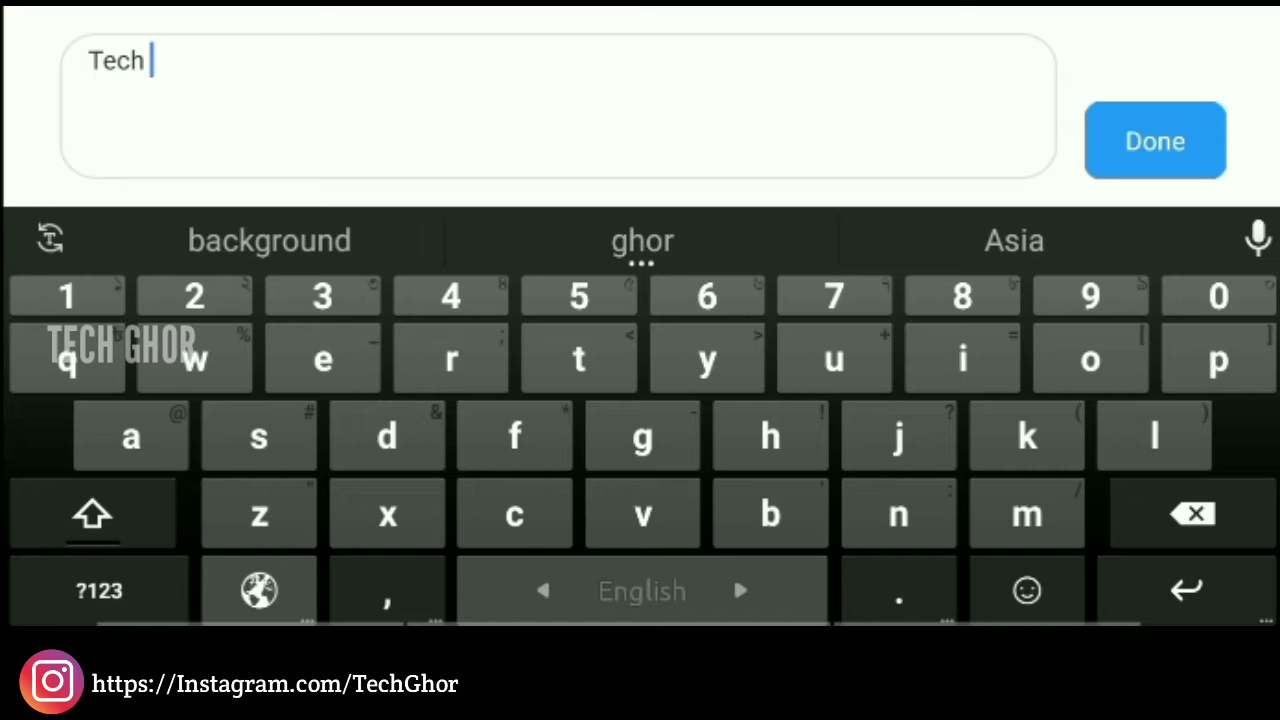 Tech
Done
background ghor Asia
1 2 3 4 5 6 7 8 9 0
TECH GHOR
q w e r t y u i o p
% _ ; < > + = [ ]
a s d f g h j k l
@ # & * - ! ? ( )
z x c v b n m
" ' : /
?123 , English .
https://Instagram.com/TechGhor